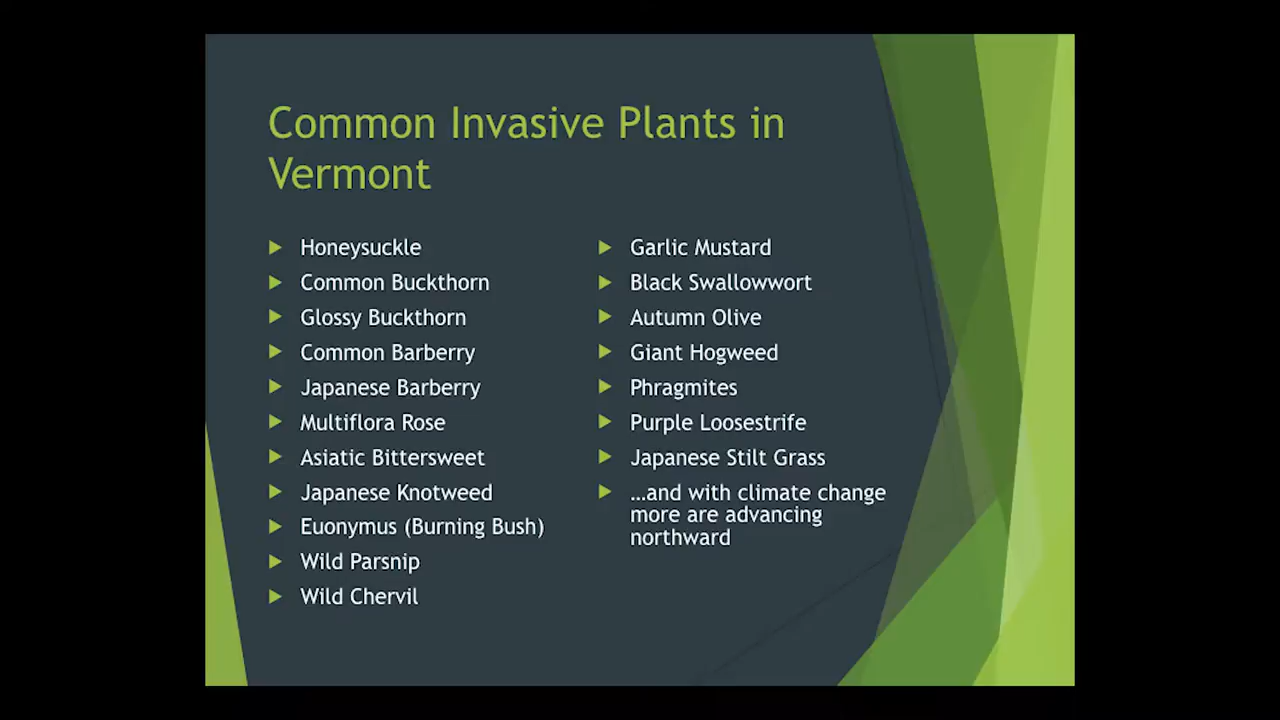 Common Invasive Plants in
Vermont
Honeysuckle
Common Buckthorn
Glossy Buckthorn
Common Barberry
Japanese Barberry
Multiflora Rose
Asiatic Bittersweet
Japanese Knotweed
Euonymus (Burning Bush)
Wild Parsnip
Wild Chervil
Garlic Mustard
Black Swallowwort
Autumn Olive
Giant Hogweed
Phragmites
Purple Loosestrife
Japanese Stilt Grass
…and with climate change
more are advancing
northward